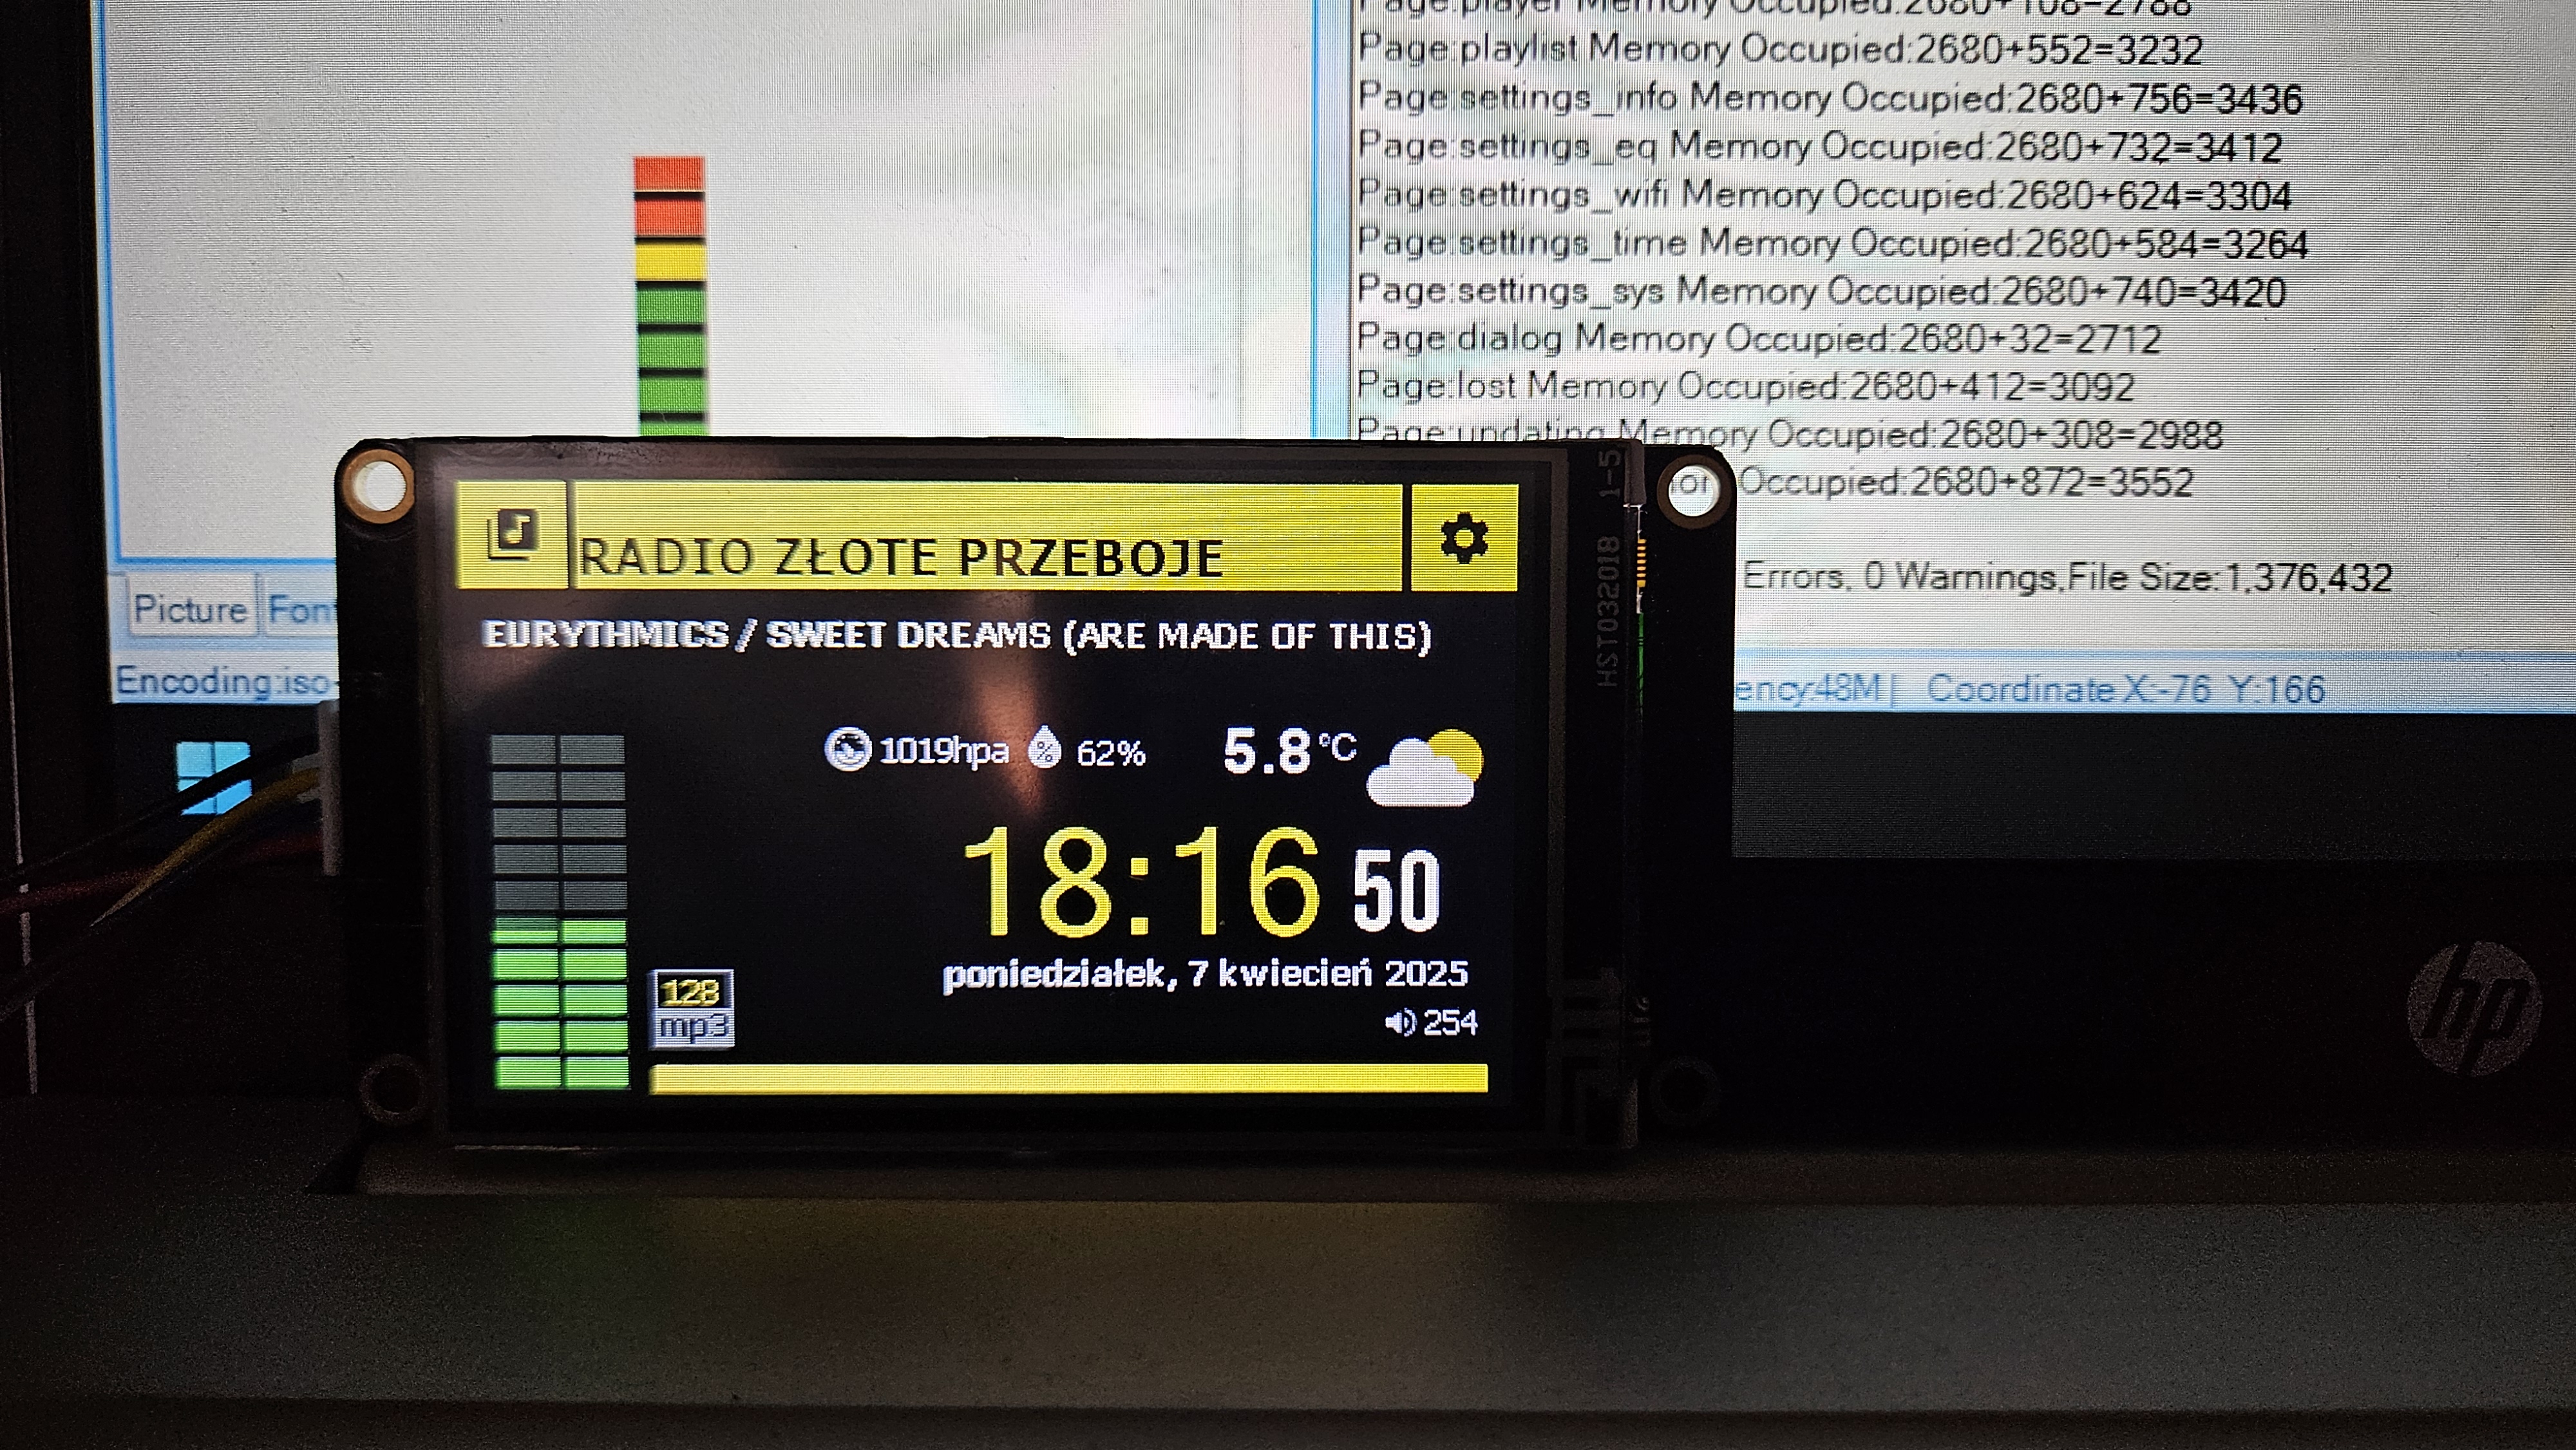 Page:player Memory Occupied:2680+108=2788
Page:playlist Memory Occupied:2680+552=3232
Page:settings_info Memory Occupied:2680+756=3436
Page:settings_eq Memory Occupied:2680+732=3412
Page:settings_wifi Memory Occupied:2680+624=3304
Page:settings_time Memory Occupied:2680+584=3264
Page:settings_sys Memory Occupied:2680+740=3420
Page:dialog Memory Occupied:2680+32=2712
Page:lost Memory Occupied:2680+412=3092
Page:updating Memory Occupied:2680+308=2988
Occupied:2680+872=3552
Errors, 0 Warnings,File Size:1,376,432
Picture
Encoding:iso
48M| Coordinate X:-76 Y:166
RADIO ZŁOTE PRZEBOJE
EURYTHMICS / SWEET DREAMS (ARE MADE OF THIS)
1019hpa 62% 5.8°C
18:16 50
poniedziałek, 7 kwiecień 2025
128
mp3
254
HST032018 1-5
hp